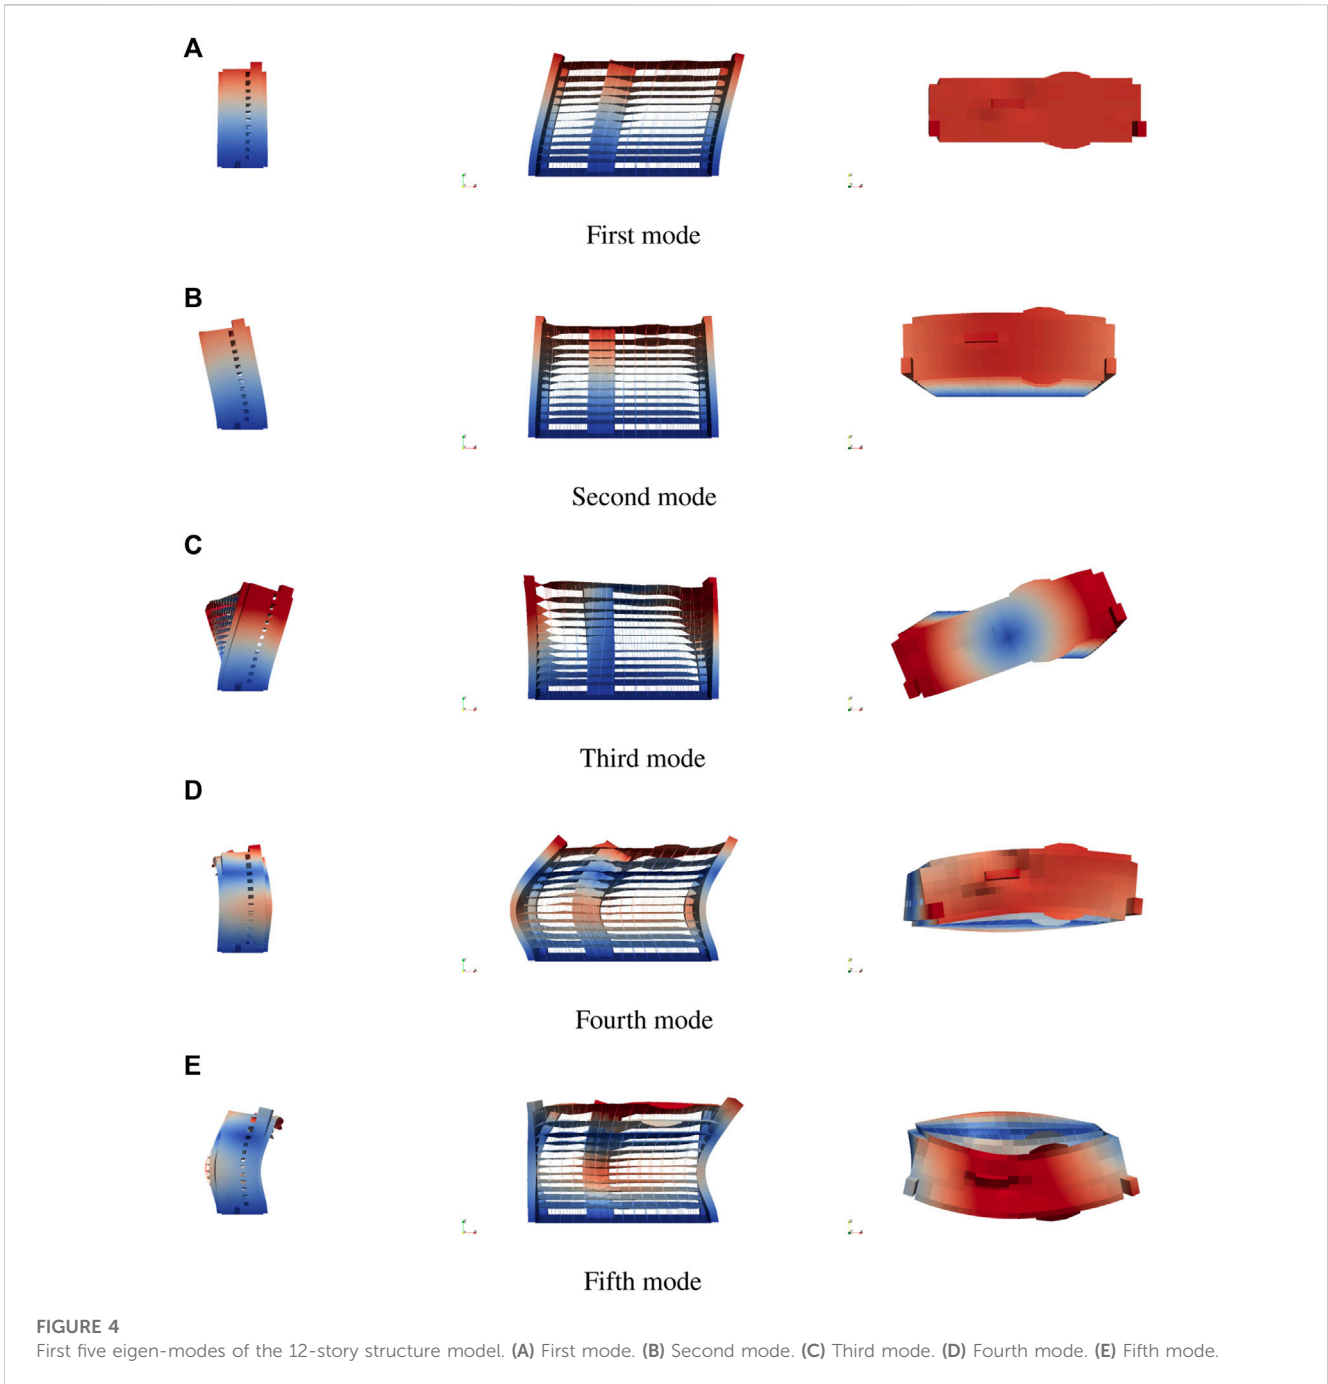 A
First mode
B
Second mode
C
Third mode
D
Fourth mode
E
Fifth mode
FIGURE 4
First five eigen-modes of the 12-story structure model. (A) First mode. (B) Second mode. (C) Third mode. (D) Fourth mode. (E) Fifth mode.